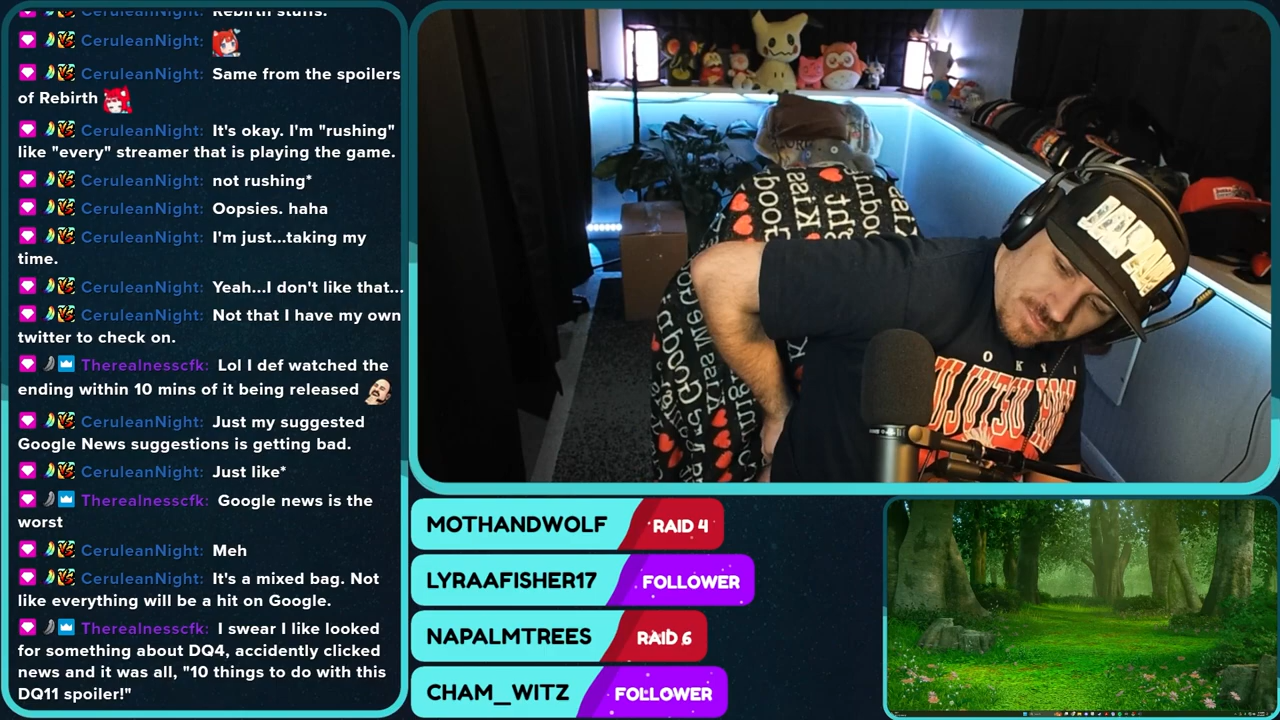 CeruleanNight: Rebirth stuffs.
CeruleanNight:
CeruleanNight: Same from the spoilers
of Rebirth
CeruleanNight: It's okay. I'm "rushing"
like "every" streamer that is playing the game.
CeruleanNight: not rushing*
CeruleanNight: Oopsies. haha
CeruleanNight: I'm just...taking my
time.
CeruleanNight: Yeah...I don't like that...
CeruleanNight: Not that I have my own
twitter to check on.
Therealnesscfk: Lol I def watched the
ending within 10 mins of it being released
CeruleanNight: Just my suggested
Google News suggestions is getting bad.
CeruleanNight: Just like*
Therealnesscfk: Google news is the
worst
CeruleanNight: Meh
CeruleanNight: It's a mixed bag. Not
like everything will be a hit on Google.
Therealnesscfk: I swear I like looked
for something about DQ4, accidently clicked
news and it was all, "10 things to do with this
DQ11 spoiler!"
MOTHANDWOLF RAID 4
LYRAAFISHER17 FOLLOWER
NAPALMTREES RAID 6
CHAM_WITZ FOLLOWER